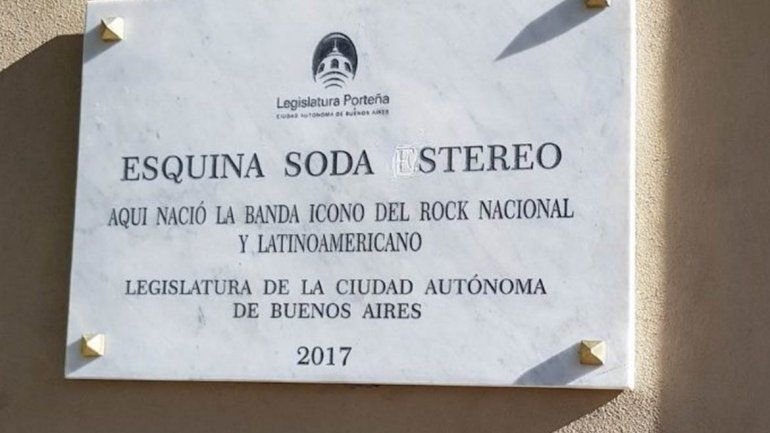 Legislatura Porteña
CIUDAD AUTÓNOMA DE BUENOS AIRES
ESQUINA SODA ESTEREO
AQUI NACIÓ LA BANDA ICONO DEL ROCK NACIONAL
Y LATINOAMERICANO
LEGISLATURA DE LA CIUDAD AUTÓNOMA
DE BUENOS AIRES
2017